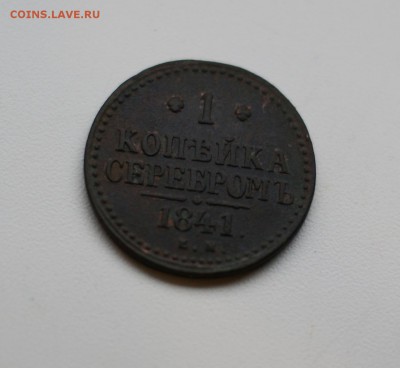 COINS.LAVE.RU
1
КОПѢЙКА
СЕРЕБРОМЪ
1841.